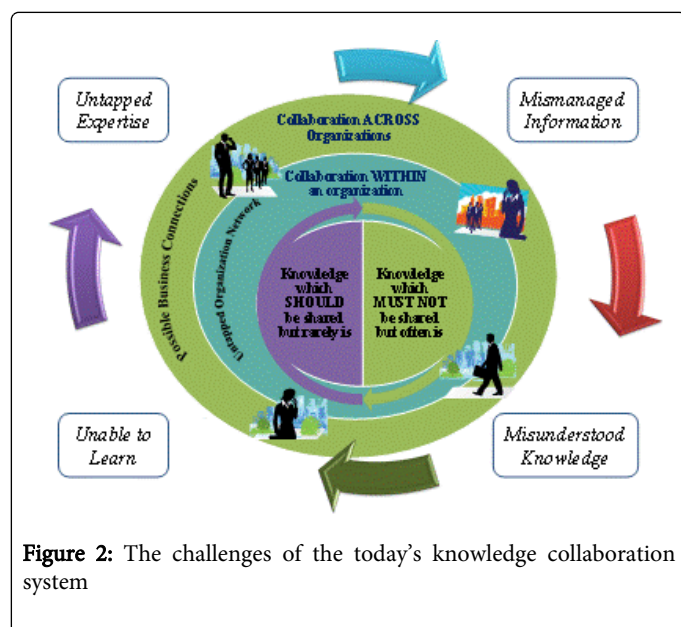 Untapped
Expertise
Mismanaged
Information
Collaboration ACROSS
Organizations
Collaboration WITHIN
an organization
Possible Business Connections
Untapped Organization Network
Knowledge
which
SHOULD
be shared
but rarely is
Knowledge
which
MUST NOT
be shared
but often is
Unable to
Learn
Misunderstood
Knowledge
Figure 2: The challenges of the today's knowledge collaboration
system